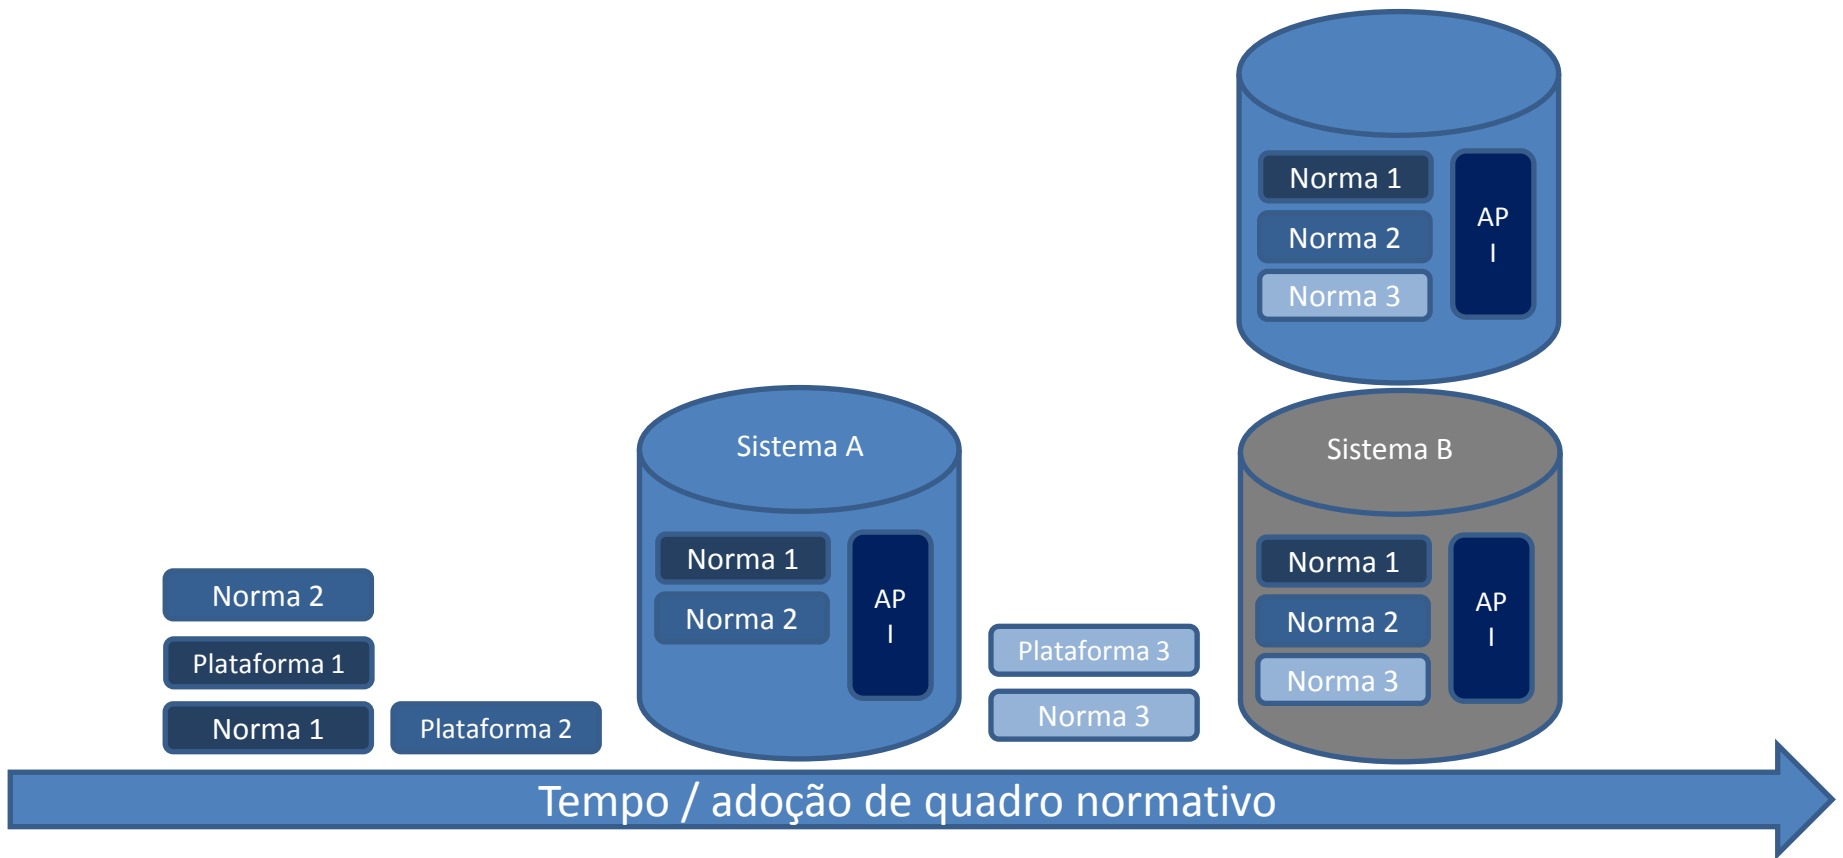 Norma 1
Norma 2
Norma 3
AP
I
Sistema A
Norma 1
Norma 2
AP
I
Sistema B
Norma 1
Norma 2
Norma 3
AP
I
Norma 2
Plataforma 1
Norma 1
Plataforma 2
Plataforma 3
Norma 3
Tempo / adoção de quadro normativo